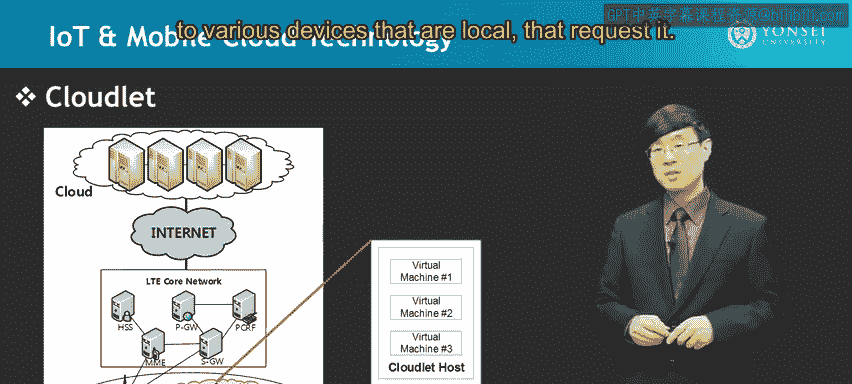 to various devices that are local, that request it.
IoT & Mobile Cloud Technology
YONSEI
UNIVERSITY
❖ Cloudlet
Cloud
INTERNET
LTE Core Network
HSS
P-GW
PCRF
MME
S-GW
Virtual
Machine #1
Virtual
Machine #2
Virtual
Machine #3
Cloudlet Host